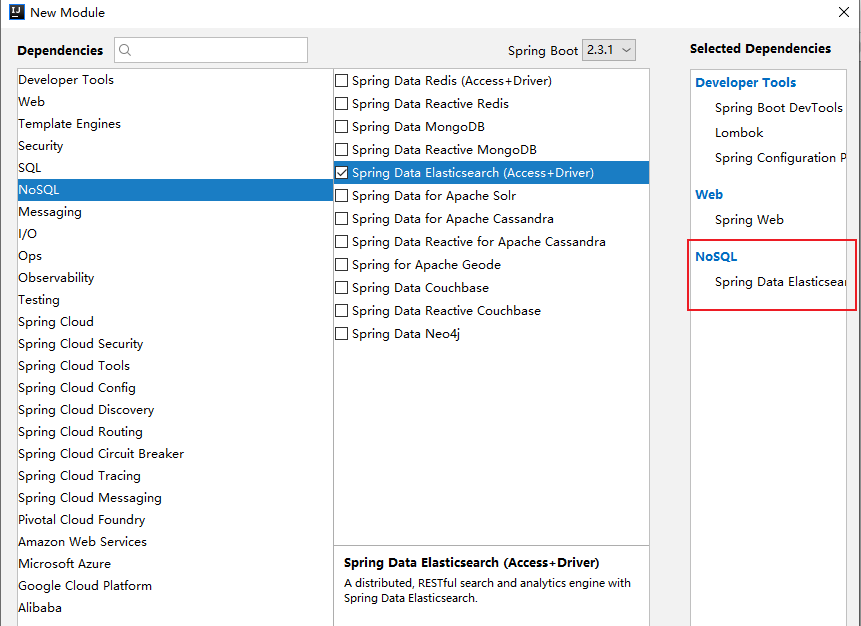 New Module
Dependencies
Spring Boot 2.3.1
Selected Dependencies
Developer Tools
Web
Template Engines
Security
SQL
NoSQL
Messaging
I/O
Ops
Observability
Testing
Spring Cloud
Spring Cloud Security
Spring Cloud Tools
Spring Cloud Config
Spring Cloud Discovery
Spring Cloud Routing
Spring Cloud Circuit Breaker
Spring Cloud Tracing
Spring Cloud Messaging
Pivotal Cloud Foundry
Amazon Web Services
Microsoft Azure
Google Cloud Platform
Alibaba
Spring Data Redis (Access+Driver)
Spring Data Reactive Redis
Spring Data MongoDB
Spring Data Reactive MongoDB
Spring Data Elasticsearch (Access+Driver)
Spring Data for Apache Solr
Spring Data for Apache Cassandra
Spring Data Reactive for Apache Cassandra
Spring for Apache Geode
Spring Data Couchbase
Spring Data Reactive Couchbase
Spring Data Neo4j
Spring Data Elasticsearch (Access+Driver)
A distributed, RESTful search and analytics engine with
Spring Data Elasticsearch.
Developer Tools
Spring Boot DevTools
Lombok
Spring Configuration P
Web
Spring Web
NoSQL
Spring Data Elasticsear